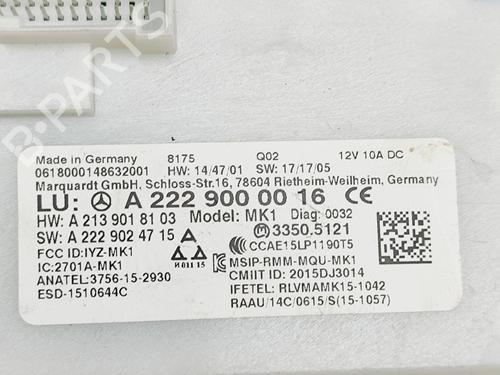 B-Parts
Made in Germany 8175 Q02 12V 10A DC
0618000148632001 HW: 14/47/01 SW: 17/17/05
Marquardt GmbH, Schloss-Str.16, 78604 Rietheim-Weilheim, Germany
LU: A 222 900 00 16 CE
HW: A 213 901 81 03 Model: MK1 Diag: 0032
SW: A 222 902 47 15 3350.5121
FCC ID:IYZ-MK1 CCAE15LP1190T5
IC:2701A-MK1 И011 15 MSIP-RMM-MQU-MK1
ANATEL:3756-15-2930 CMIIT ID: 2015DJ3014
ESD-1510644C IFETEL: RLVMAMK15-1042
RAAU/14C/0615/S(15-1057)